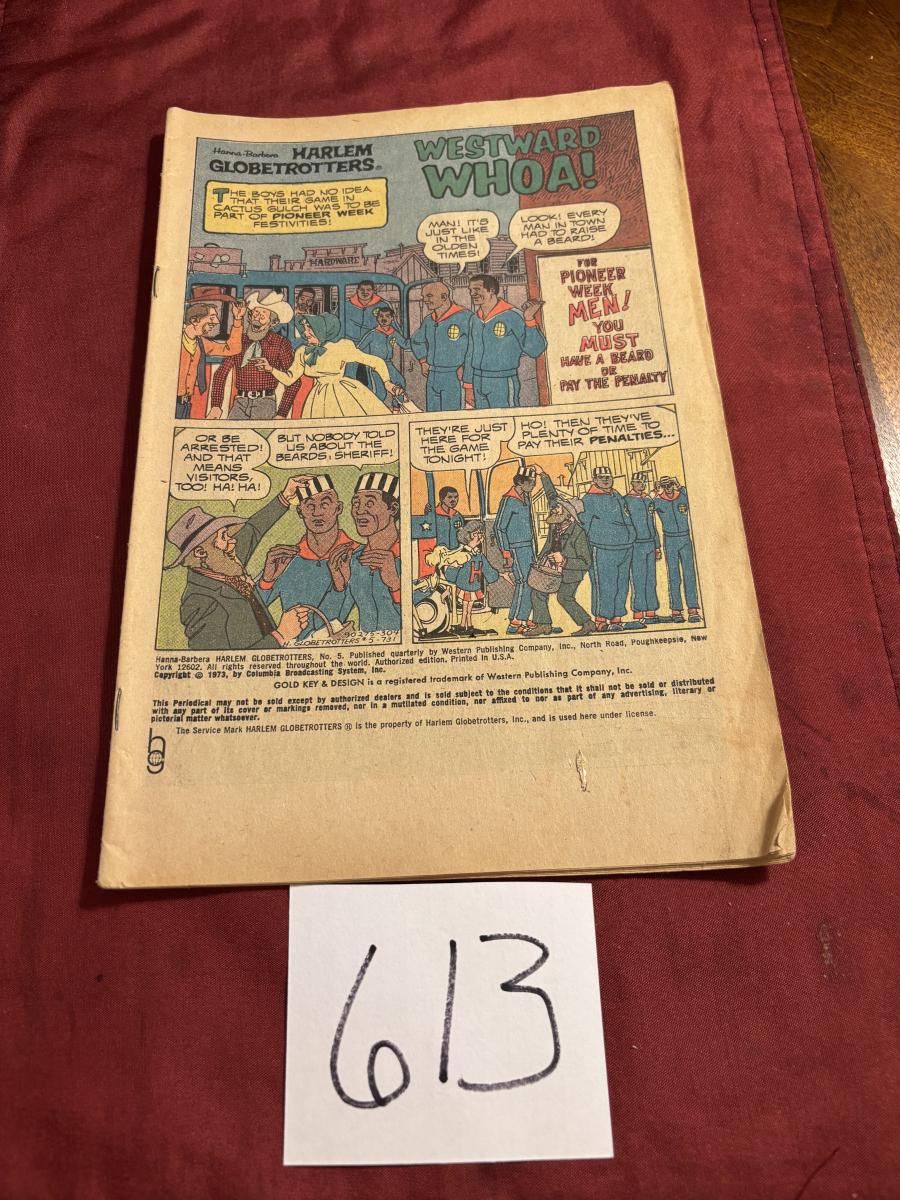 Hanna-Barbera HARLEM
GLOBETROTTERS®
WESTWARD
WHOA!
THE BOYS HAD NO IDEA
THAT THEIR GAME IN
CACTUS GULCH WAS TO BE
PART OF PIONEER WEEK
FESTIVITIES!
MAN! IT'S
JUST LIKE
IN THE
OLDEN
TIMES!
LOOK! EVERY
MAN IN TOWN
HAD TO RAISE
A BEARD!
HARDWARE
FOR
PIONEER
WEEK
MEN!
YOU
MUST
HAVE A BEARD
OR
PAY THE PENALTY
OR BE
ARRESTED!
AND THAT
MEANS
VISITORS,
TOO! HA! HA!
BUT NOBODY TOLD
US ABOUT THE
BEARDS, SHERIFF!
90275-304
H. GLOBETROTTERS #5-731
THEY'RE JUST
HERE FOR
THE GAME
TONIGHT!
HO! THEN THEY'VE
PLENTY OF TIME TO
PAY THEIR PENALTIES...
H
Hanna-Barbera HARLEM GLOBETROTTERS, No. 5. Published quarterly by Western Publishing Company, Inc., North Road, Poughkeepsie, New
York 12602. All rights reserved throughout the world. Authorized edition. Printed in U.S.A.
Copyright © 1973, by Columbia Broadcasting System, Inc.
GOLD KEY & DESIGN is a registered trademark of Western Publishing Company, Inc.
This Periodical may not be sold except by authorized dealers and is sold subject to the conditions that it shall not be sold or distributed
with any part of its cover or markings removed, nor in a mutilated condition, nor affixed to nor as part of any advertising, literary or
pictorial matter whatsoever.
The Service Mark HARLEM GLOBETROTTERS ® is the property of Harlem Globetrotters, Inc., and is used here under license.
hg
613